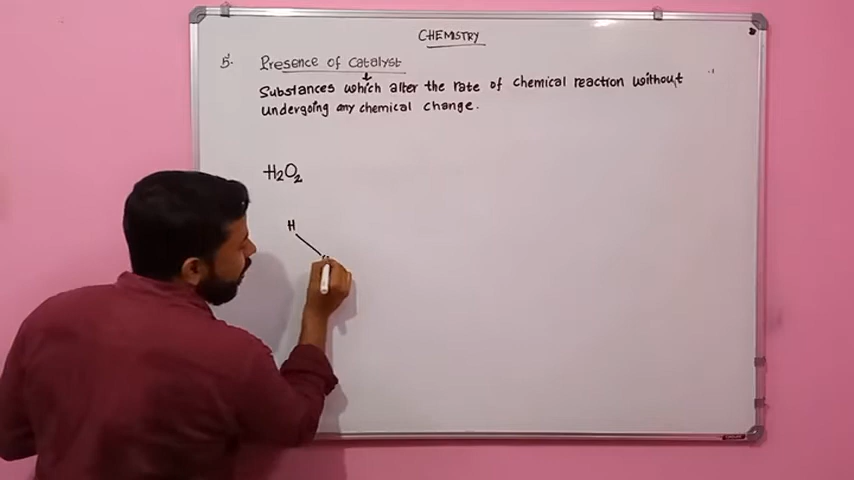 CHEMISTRY
5. Presence of Catalyst
Substances which alter the rate of chemical reaction without
undergoing any chemical change.
H₂O₂
H